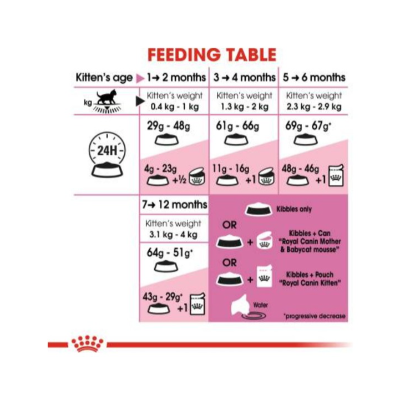 FEEDING TABLE
Kitten's age 1 → 2 months 3 → 4 months 5 → 6 months
kg
Kitten's weight Kitten's weight Kitten's weight
0.4 kg - 1 kg 1.3 kg - 2 kg 2.3 kg - 2.9 kg
24H
29g - 48g 61g - 66g 69g - 67g*
4g - 23g 11g - 16g 48g - 46g
+½ +1 +1
7 → 12 months
Kitten's weight
3.1 kg - 4 kg
64g - 51g*
43g - 29g*
+1
Kibbles only
OR
+
Kibbles + Can
"Royal Canin Mother
& Babycat mousse"
OR
+
Kibbles + Pouch
"Royal Canin Kitten"
Water
*progressive decrease